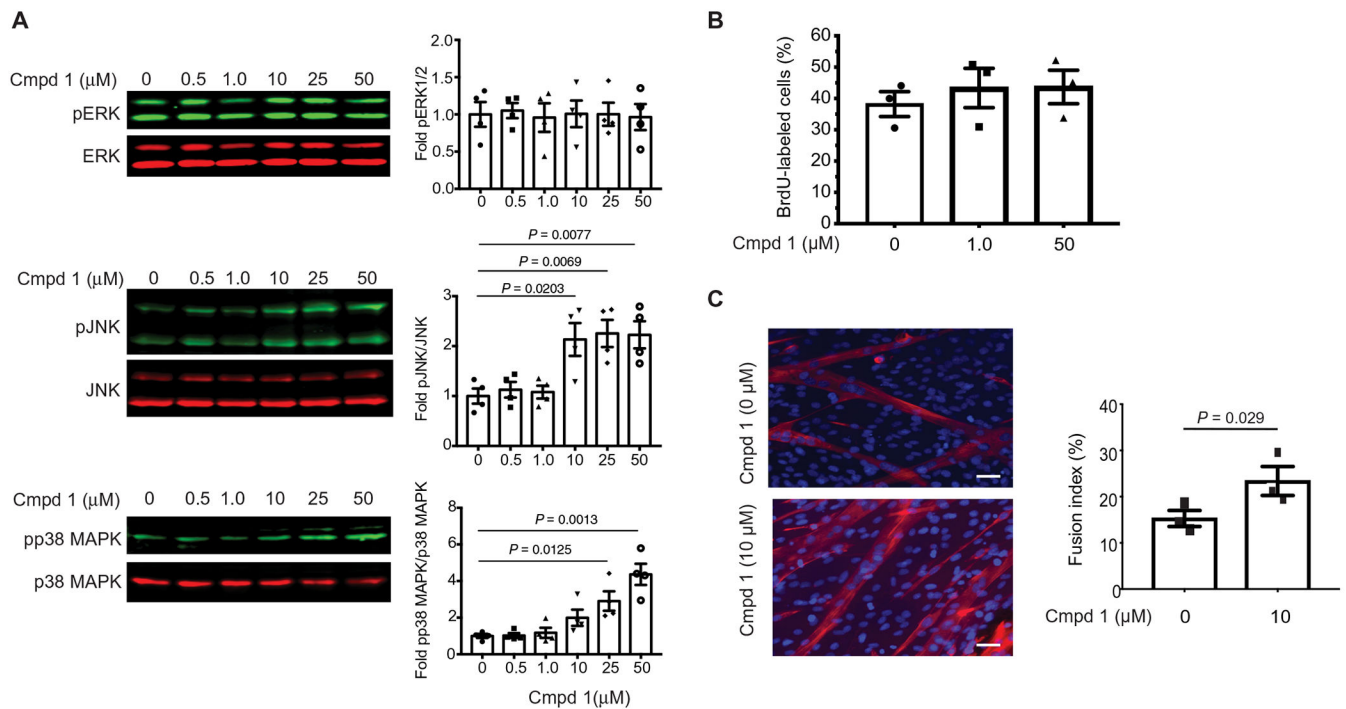 A
Cmpd 1 (μM) 0 0.5 1.0 10 25 50
pERK
ERK
Fold pERK1/2
2.0
1.5
1.0
0.5
0.0
0 0.5 1.0 10 25 50
Cmpd 1 (μM) 0 0.5 1.0 10 25 50
pJNK
JNK
P = 0.0077
P = 0.0069
P = 0.0203
Fold pJNK/JNK
3
2
1
0
0 0.5 1.0 10 25 50
Cmpd 1 (μM) 0 0.5 1.0 10 25 50
pp38 MAPK
p38 MAPK
P = 0.0013
P = 0.0125
Fold pp38 MAPK/p38 MAPK
8
6
4
2
0
0 0.5 1.0 10 25 50
Cmpd 1(μM)
B
BrdU-labeled cells (%)
60
50
40
30
20
10
0
Cmpd 1 (μM) 0 1.0 50
C
Cmpd 1 (0 μM)
Cmpd 1 (10 μM)
Fusion index (%)
40
30
20
10
0
P = 0.029
Cmpd 1 (μM) 0 10